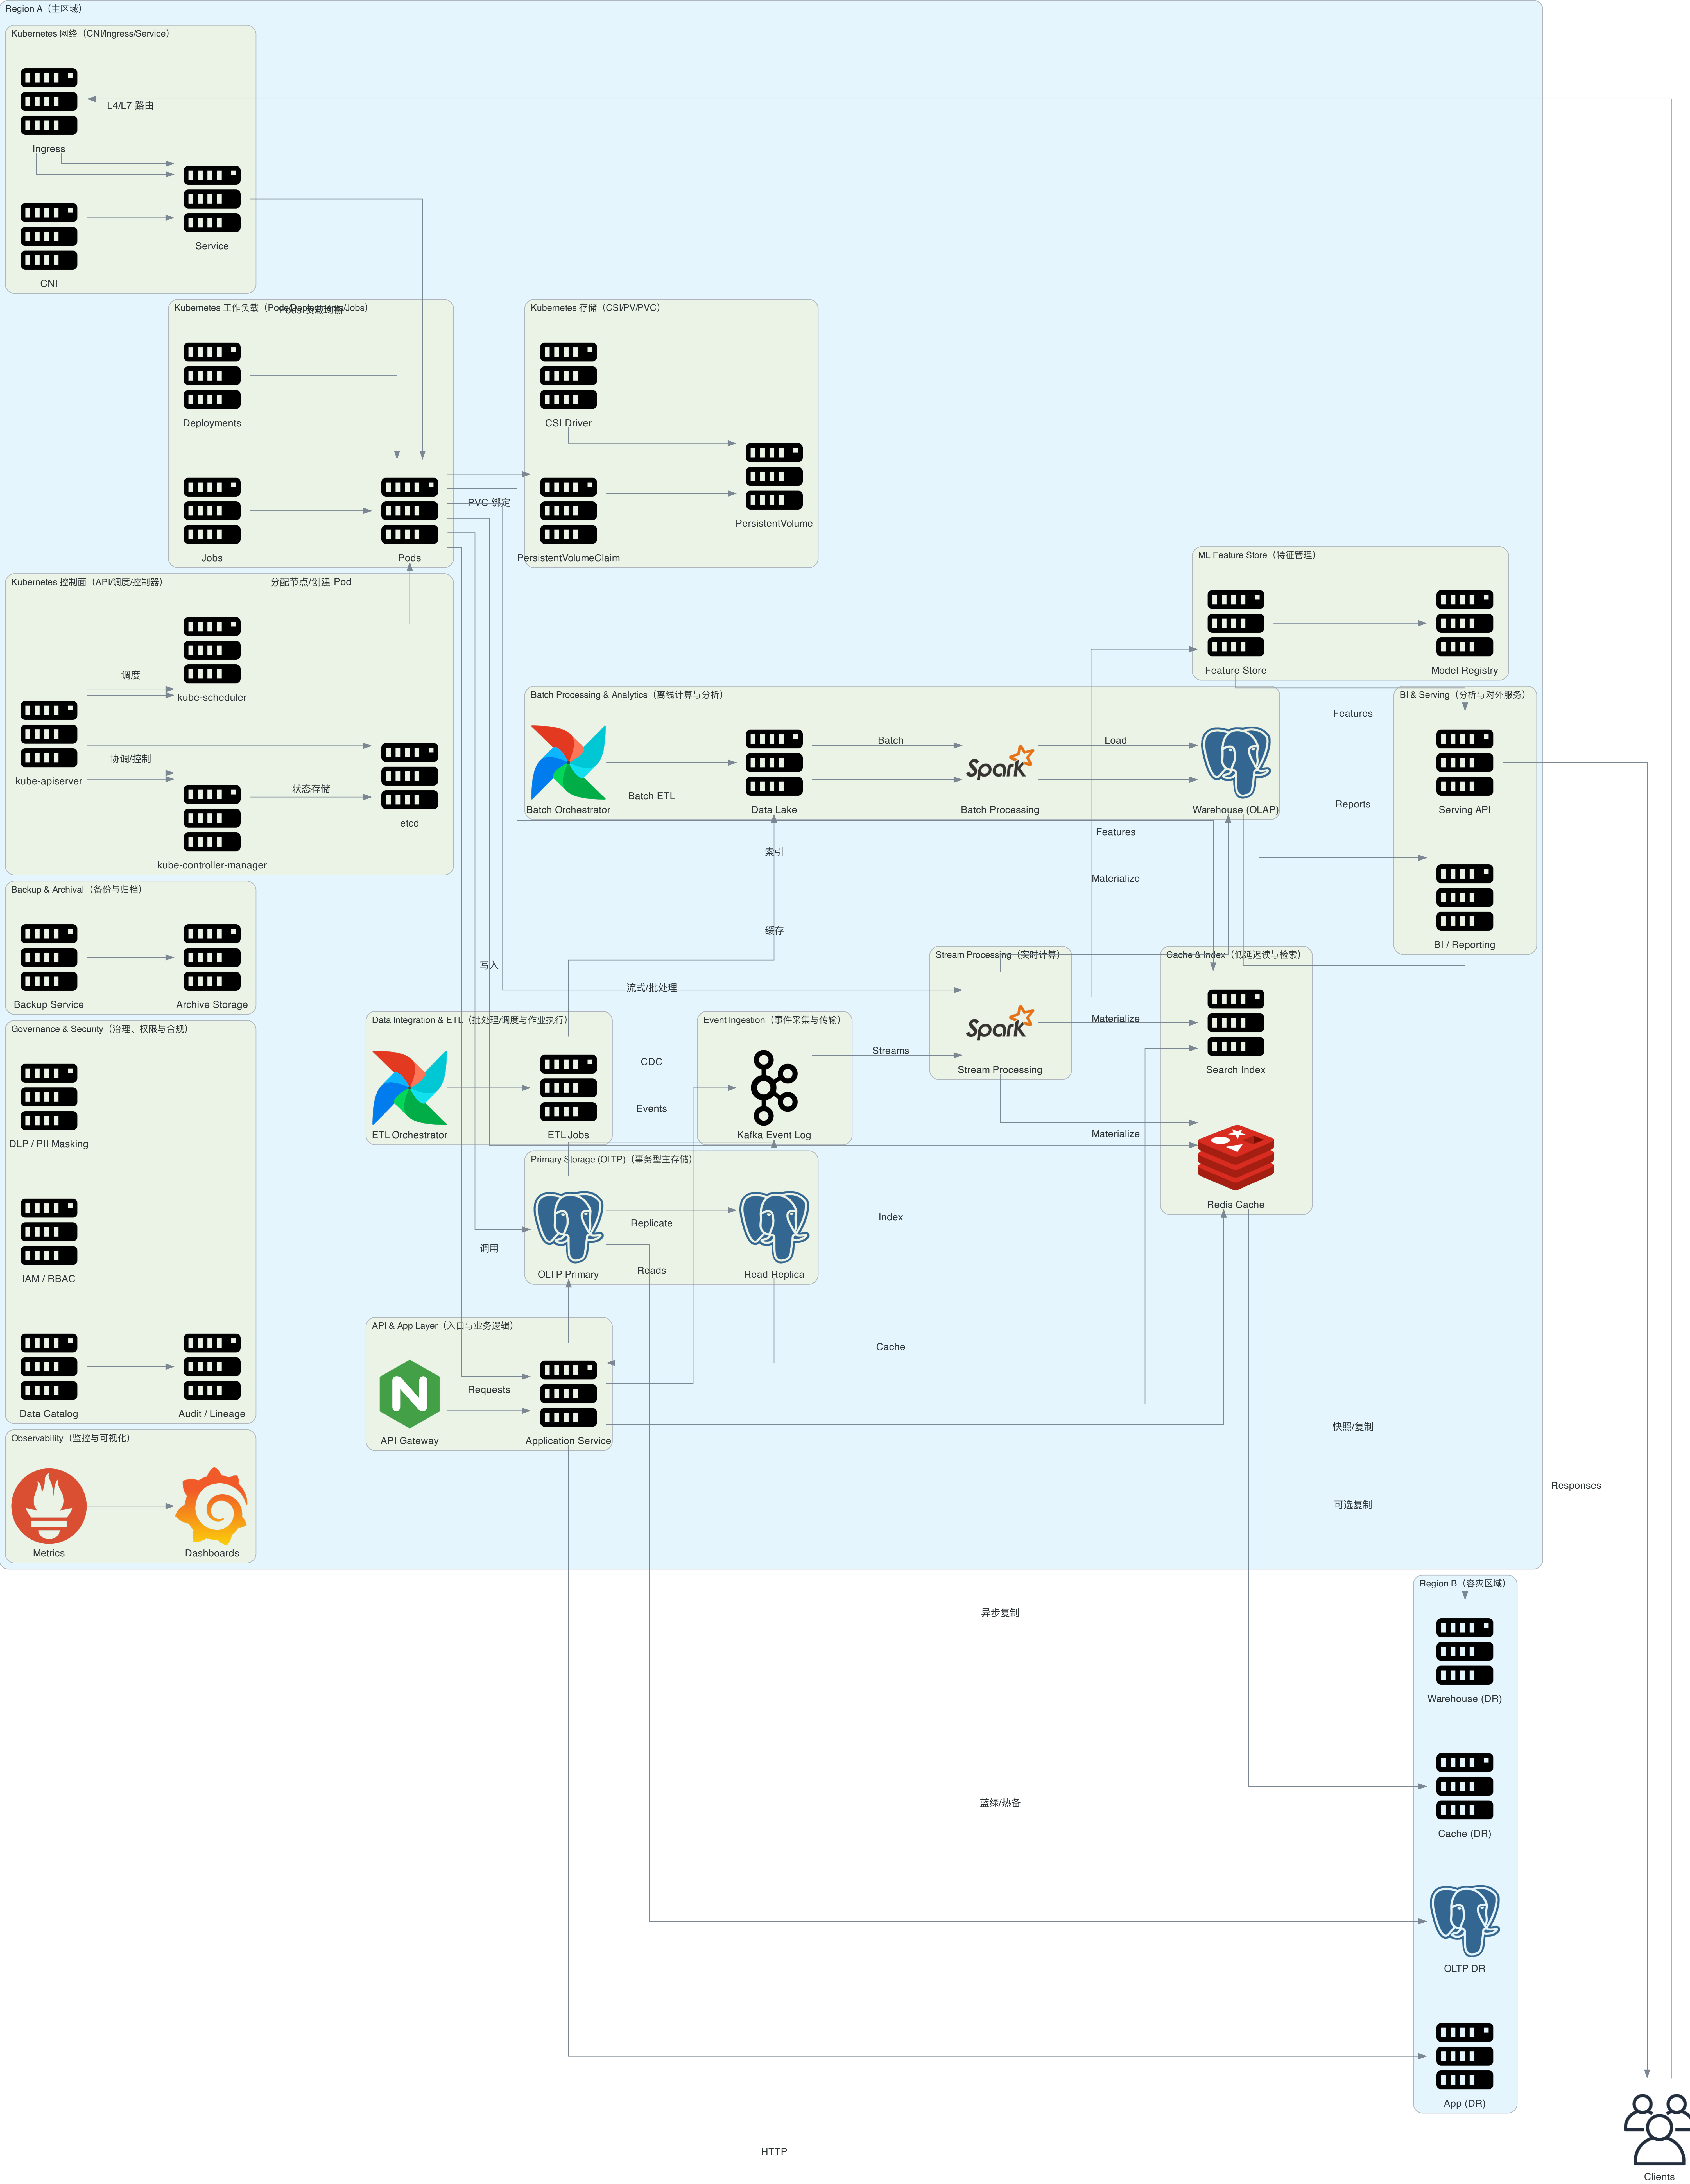 Region A（主区域）
Kubernetes 网络（CNI/Ingress/Service）
L4/L7 路由
Ingress
Service
CNI
Kubernetes 工作负载（Pods/Deployments/Jobs）
Pods 负载均衡
Deployments
Jobs
Pods
Kubernetes 存储（CSI/PV/PVC）
CSI Driver
PVC 绑定
PersistentVolume
PersistentVolumeClaim
Kubernetes 控制面（API/调度/控制器）
分配节点/创建 Pod
调度
kube-scheduler
kube-apiserver
协调/控制
状态存储
etcd
kube-controller-manager
ML Feature Store（特征管理）
Feature Store
Model Registry
Batch Processing & Analytics（离线计算与分析）
Batch Orchestrator
Batch ETL
Data Lake
Batch
Spark
Batch Processing
Load
Warehouse (OLAP)
Features
Reports
BI & Serving（分析与对外服务）
Serving API
BI / Reporting
Features
Materialize
索引
缓存
写入
流式/批处理
Backup & Archival（备份与归档）
Backup Service
Archive Storage
Stream Processing（实时计算）
Spark
Stream Processing
Materialize
Cache & Index（低延迟读与检索）
Search Index
Materialize
Redis Cache
Data Integration & ETL（批处理/调度与作业执行）
ETL Orchestrator
ETL Jobs
CDC
Events
Event Ingestion（事件采集与传输）
Kafka Event Log
Streams
Governance & Security（治理、权限与合规）
DLP / PII Masking
IAM / RBAC
Data Catalog
Audit / Lineage
Primary Storage (OLTP)（事务型主存储）
Replicate
调用
OLTP Primary
Reads
Read Replica
Index
Cache
API & App Layer（入口与业务逻辑）
Requests
API Gateway
Application Service
Observability（监控与可视化）
Metrics
Dashboards
快照/复制
可选复制
Responses
异步复制
蓝绿/热备
Region B（容灾区域）
Warehouse (DR)
Cache (DR)
OLTP DR
App (DR)
HTTP
Clients